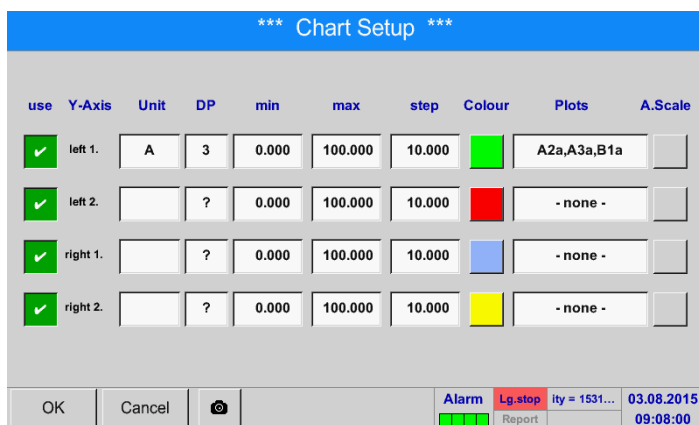 *** Chart Setup ***
use Y-Axis Unit DP min max step Colour Plots A.Scale
left 1. A 3 0.000 100.000 10.000 A2a,A3a,B1a
left 2. ? 0.000 100.000 10.000 - none -
right 1. ? 0.000 100.000 10.000 - none -
right 2. ? 0.000 100.000 10.000 - none -
OK Cancel Alarm Lg.stop ity = 1531... 03.08.2015
Report 09:08:00